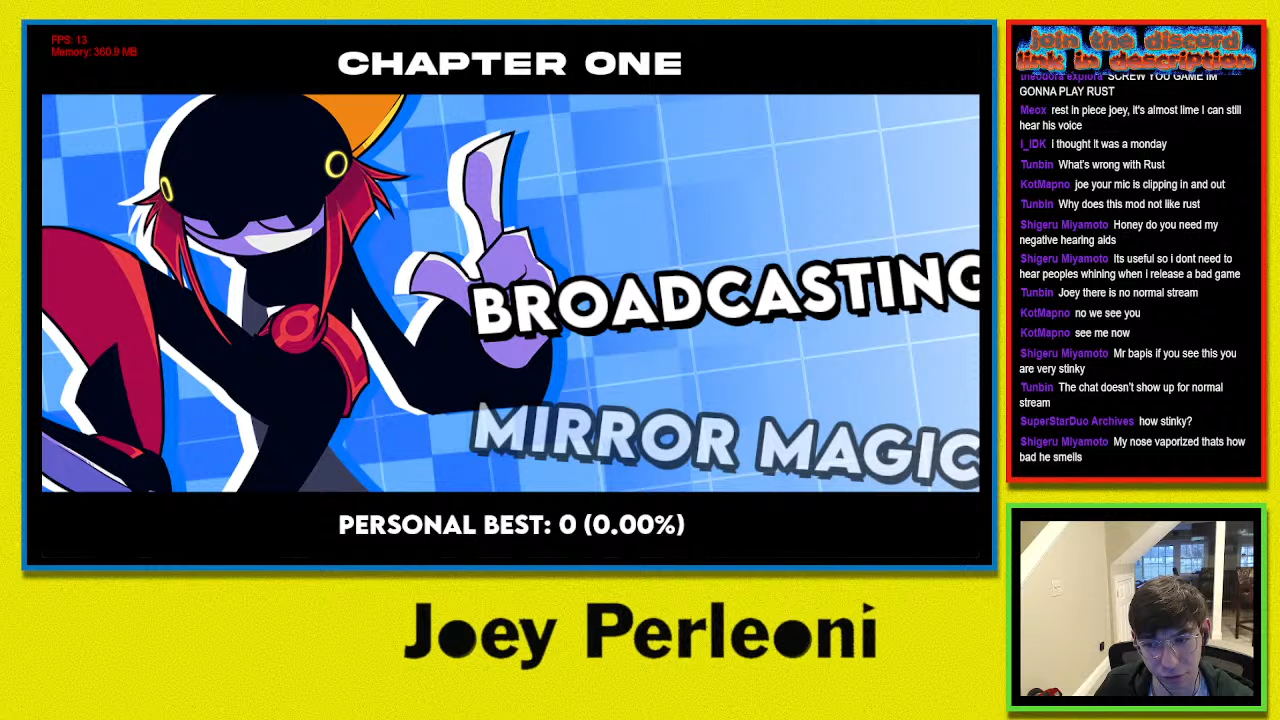 FPS: 13
Memory: 360.9 MB
CHAPTER ONE
BROADCASTING
MIRROR MAGIC
PERSONAL BEST: 0 (0.00%)
Joey Perleoni
join the discord
link in description
theodora explora SCREW YOU GAME IM
GONNA PLAY RUST
Meox rest in piece joey, it's almost lime I can still
hear his voice
I_IDK I thought it was a monday
Tunbin What's wrong with Rust
KotMapno joe your mic is clipping in and out
Tunbin Why does this mod not like rust
Shigeru Miyamoto Honey do you need my
negative hearing aids
Shigeru Miyamoto Its useful so i dont need to
hear peoples whining when i release a bad game
Tunbin Joey there is no normal stream
KotMapno no we see you
KotMapno see me now
Shigeru Miyamoto Mr bapis if you see this you
are very stinky
Tunbin The chat doesn't show up for normal
stream
SuperStarDuo Archives how stinky?
Shigeru Miyamoto My nose vaporized thats how
bad he smells